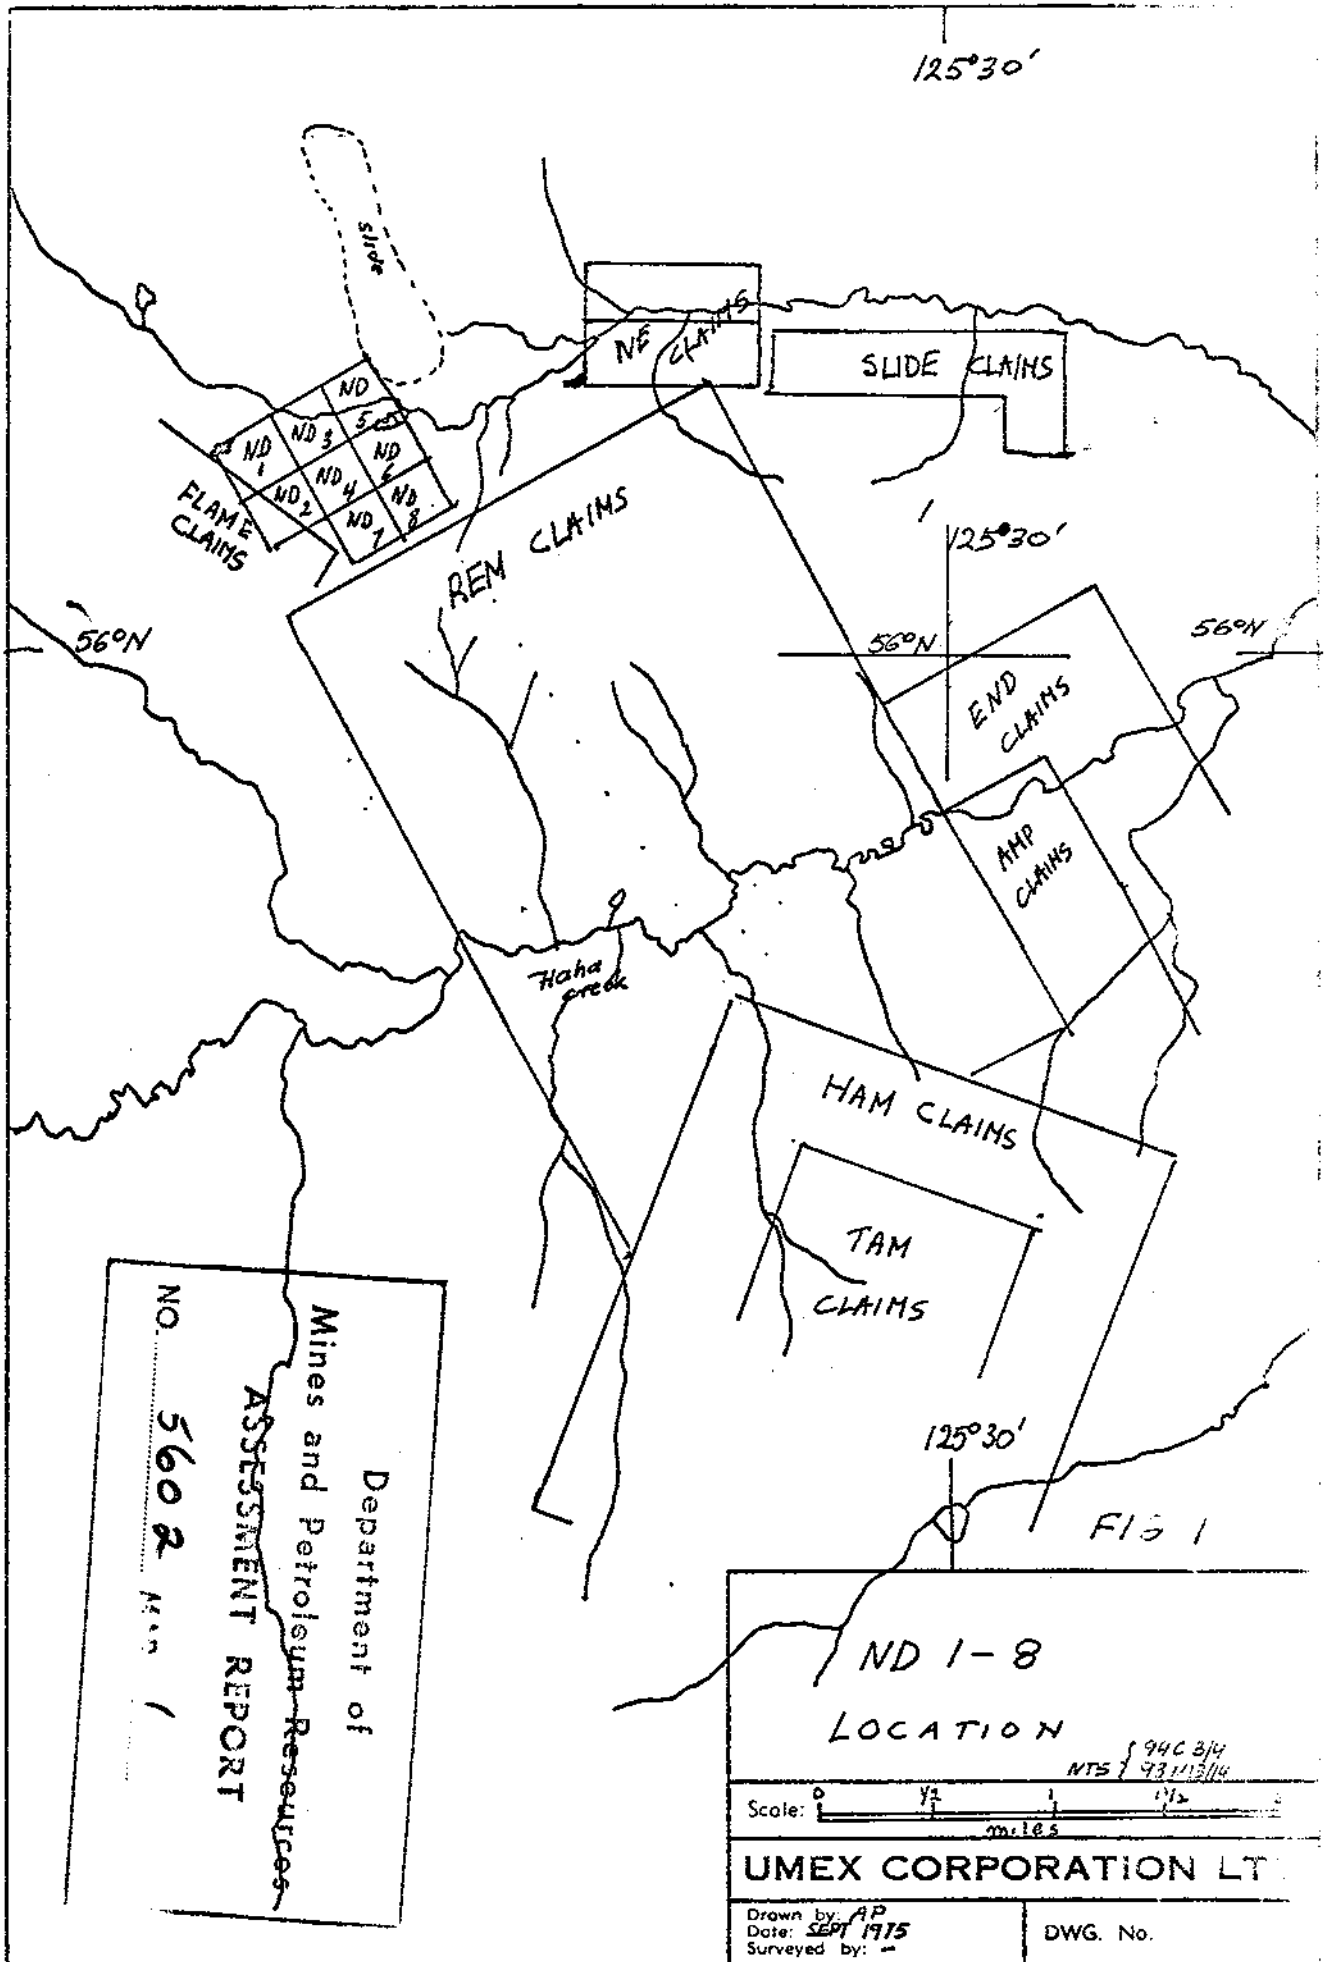 125°30'
slide
NE CLAIMS
SLIDE CLAIMS
ND
5
ND 3
ND
1
ND
6
ND 4
ND 2
ND
8
ND
7
FLAME
CLAIMS
REM CLAIMS
125°30'
56°N
56°N
56°N
END
CLAIMS
AMP
CLAIMS
Haha
creek
HAM CLAIMS
TAM
CLAIMS
125°30'
FIG 1
Department of
Mines and Petroleum Resources
ASSESSMENT REPORT
NO. 5602 MAP 1
ND 1-8
LOCATION
NTS { 94C 3/4
Scale: 0 1/2 1 1 1/2
miles
UMEX CORPORATION LT
Drawn by: AP
Date: SEPT 1975
Surveyed by: -
DWG. No.